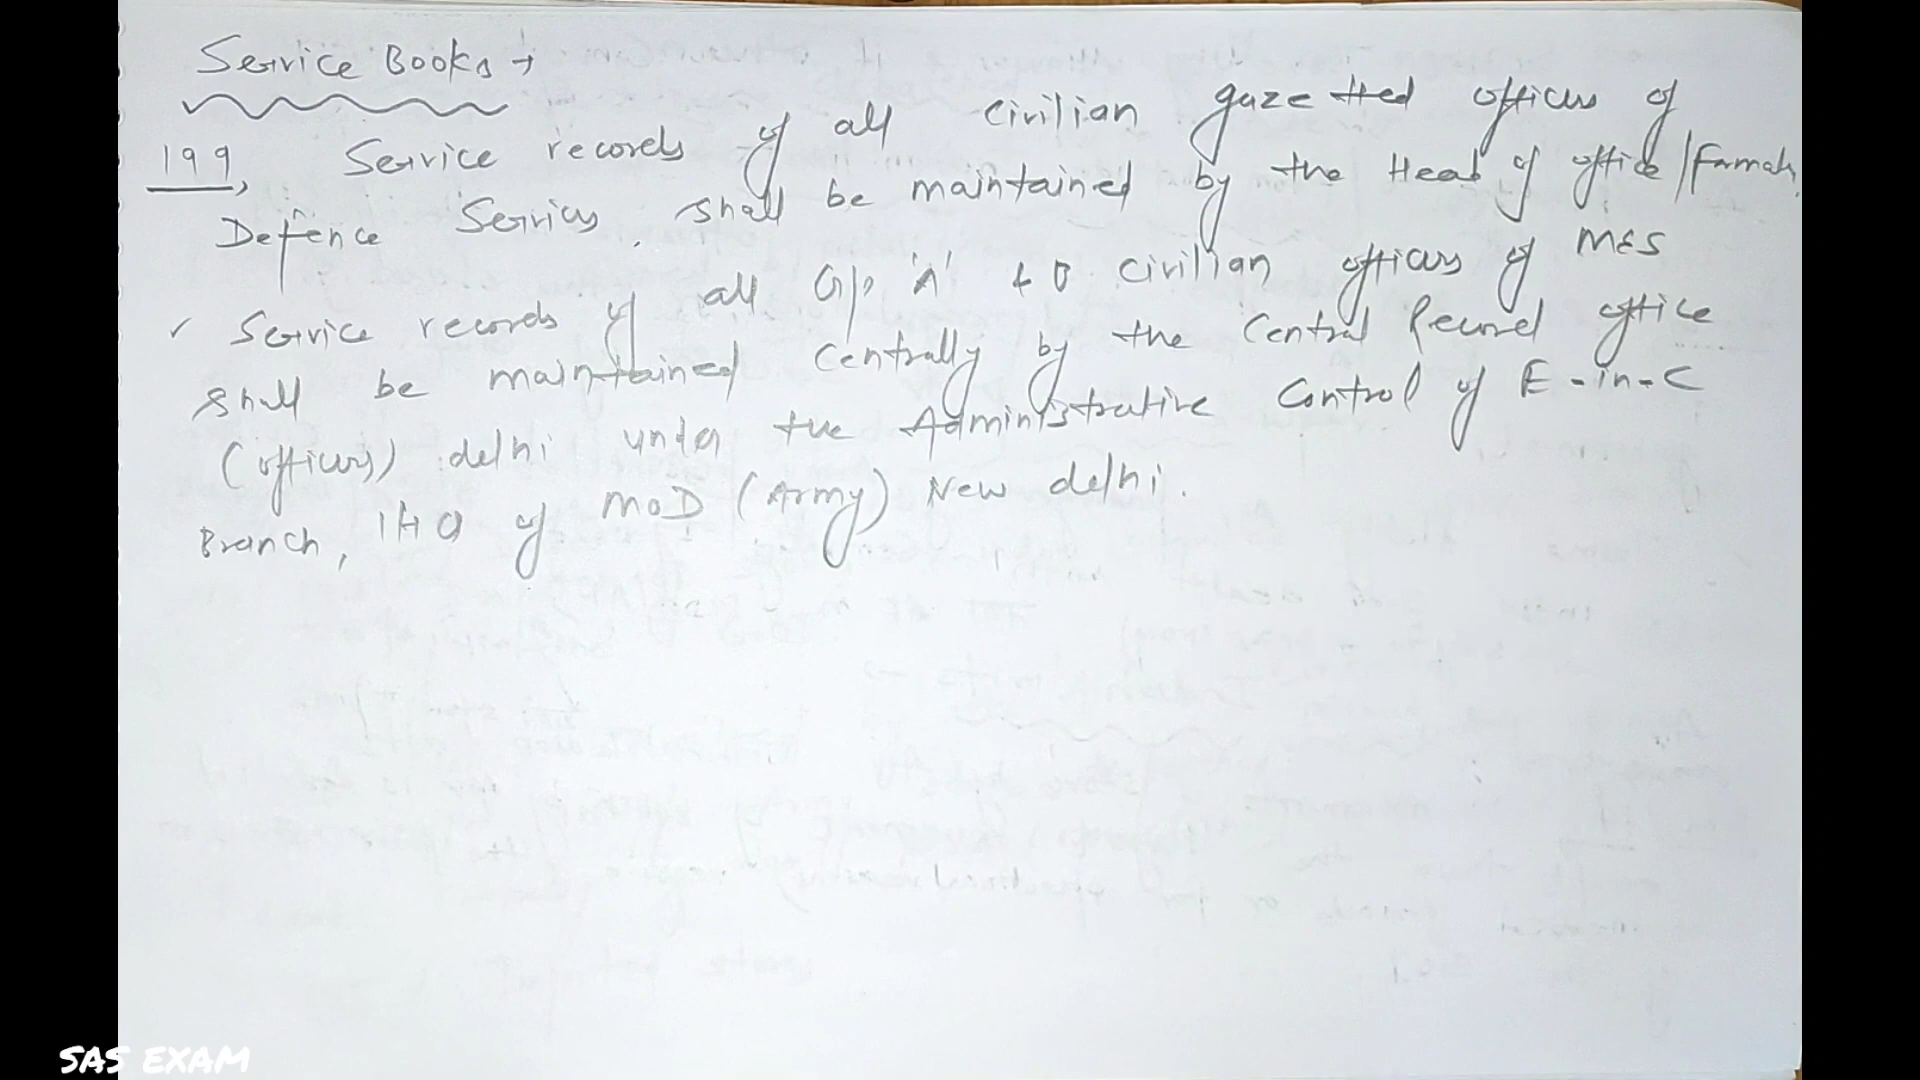 Service Books →
199, Service records of all civilian gazetted officers of
Defence Services, shall be maintained by the Head of office/Formatn.
✓ Service records of all G/p 'A' & B civilian officers of MES
shall be maintained centrally by the Central Record office
(officers) delhi under the Administrative Control of E-in-C
Branch, IHQ of MoD (Army) New delhi.
SAS EXAM